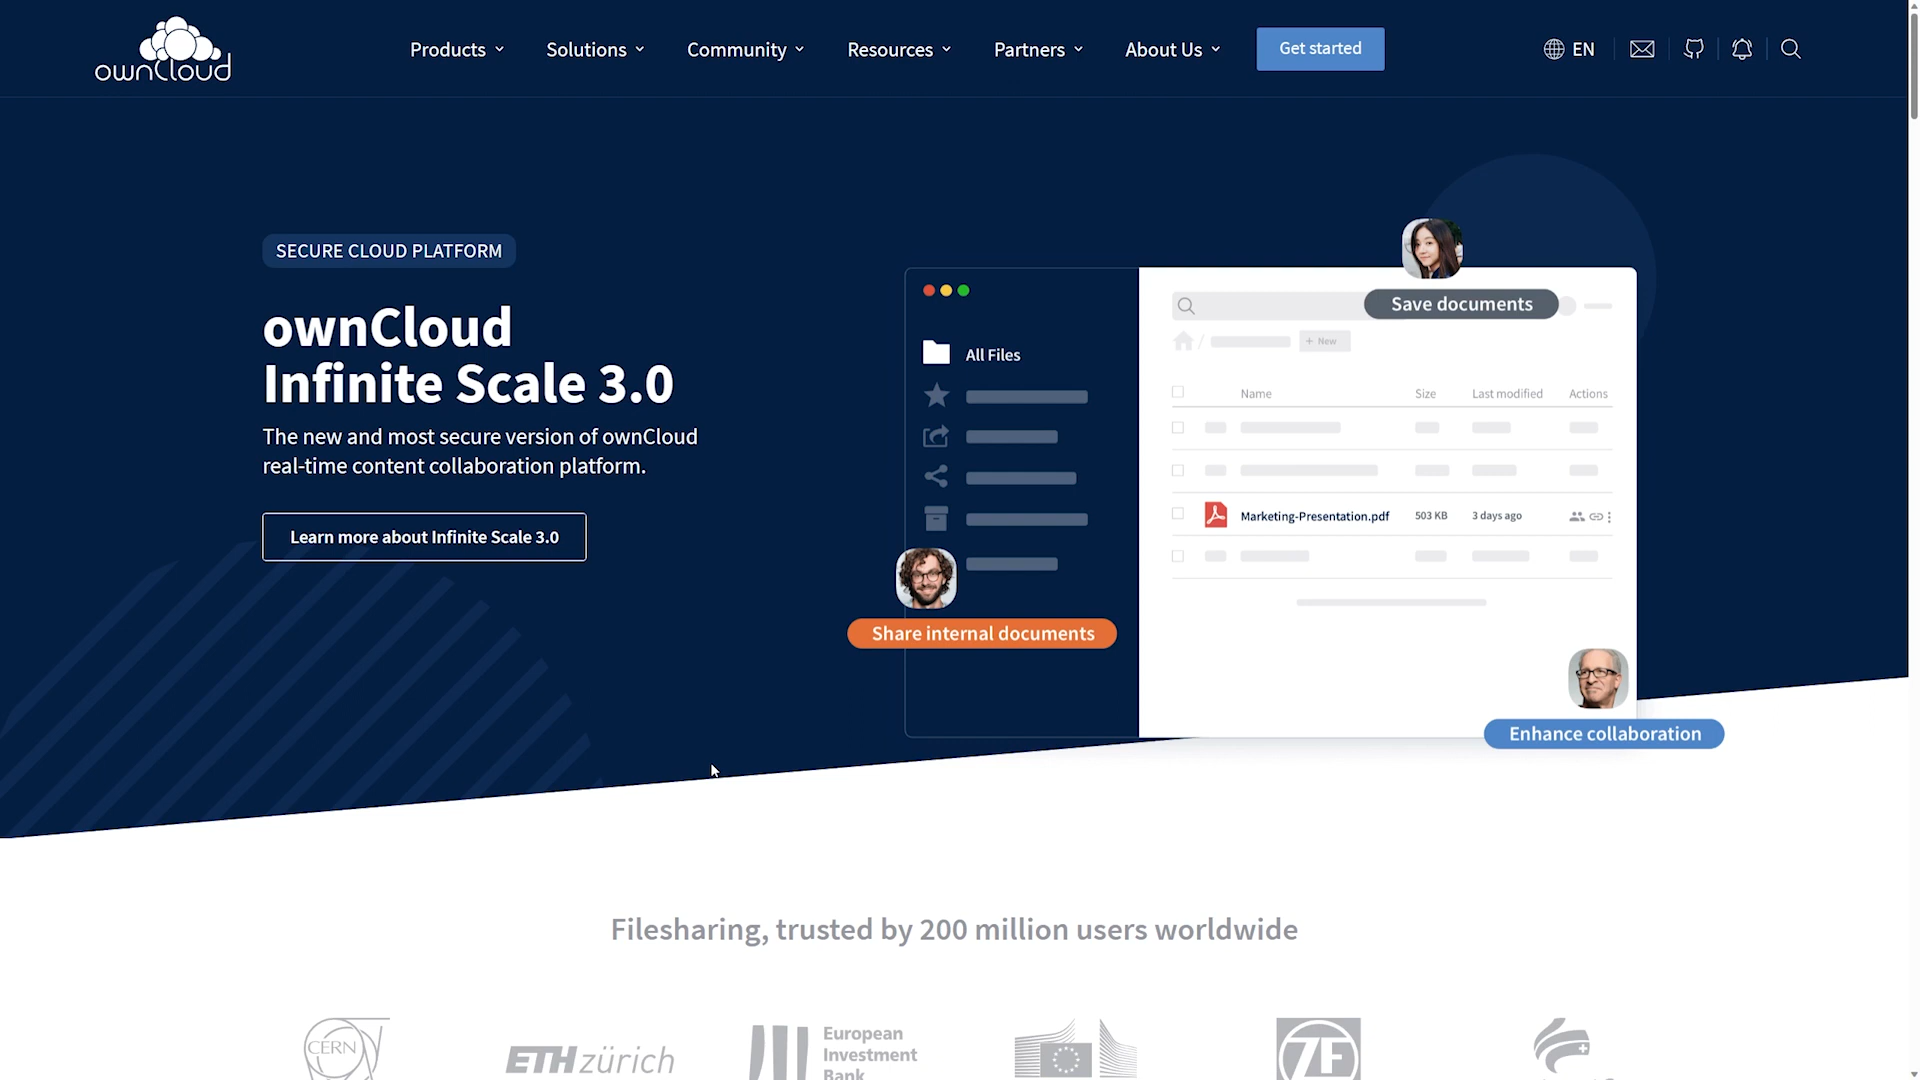 ownCloud
Products
Solutions
Community
Resources
Partners
About Us
Get started
EN
SECURE CLOUD PLATFORM
ownCloud
Infinite Scale 3.0
The new and most secure version of ownCloud
real-time content collaboration platform.
Learn more about Infinite Scale 3.0
Save documents
All Files
+ New
Name Size Last modified Actions
Marketing-Presentation.pdf 503 KB 3 days ago
Share internal documents
Enhance collaboration
Filesharing, trusted by 200 million users worldwide
CERN
ETH zürich
European
Investment
Bank
ZF